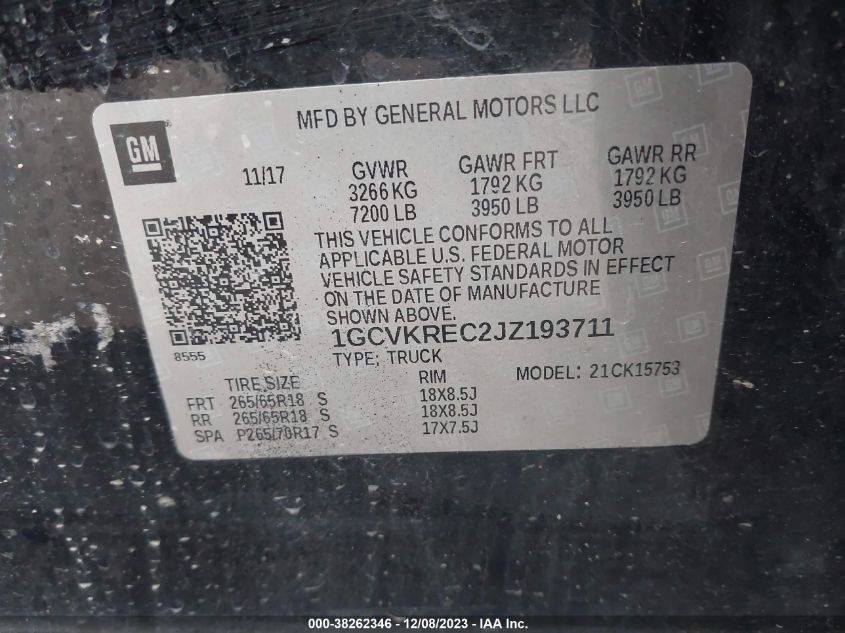 MFD BY GENERAL MOTORS LLC
GM
11/17
GVWR GAWR FRT GAWR RR
3266 KG 1792 KG 1792 KG
7200 LB 3950 LB 3950 LB
THIS VEHICLE CONFORMS TO ALL
APPLICABLE U.S. FEDERAL MOTOR
VEHICLE SAFETY STANDARDS IN EFFECT
ON THE DATE OF MANUFACTURE
SHOWN ABOVE.
8555
1GCVKREC2JZ193711
TYPE: TRUCK
MODEL: 21CK15753
TIRE SIZE RIM
FRT 265/65R18 S 18X8.5J
RR 265/65R18 S 18X8.5J
SPA P265/70R17 S 17X7.5J
000-38262346 - 12/08/2023 - IAA Inc.